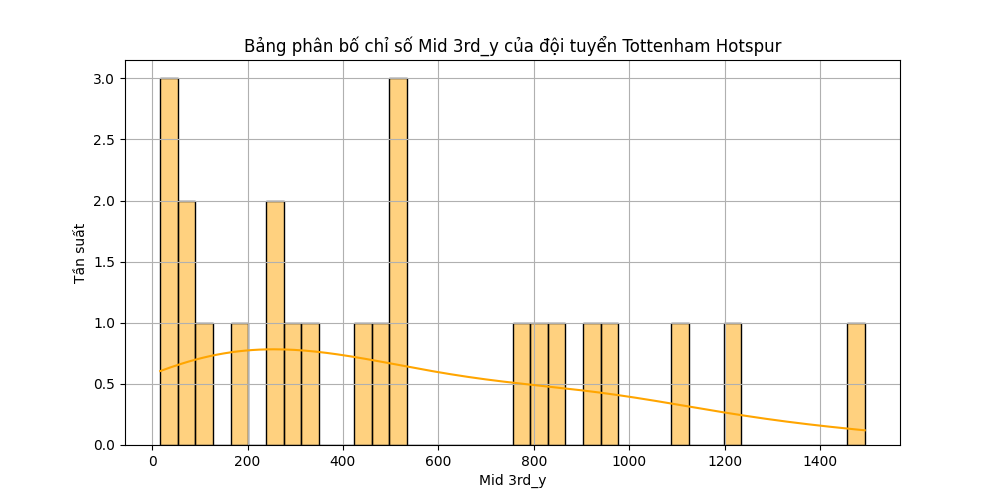 Bảng phân bố chỉ số Mid 3rd_y của đội tuyển Tottenham Hotspur
Tần suất
3.0
2.5
2.0
1.5
1.0
0.5
0.0
0 200 400 600 800 1000 1200 1400
Mid 3rd_y